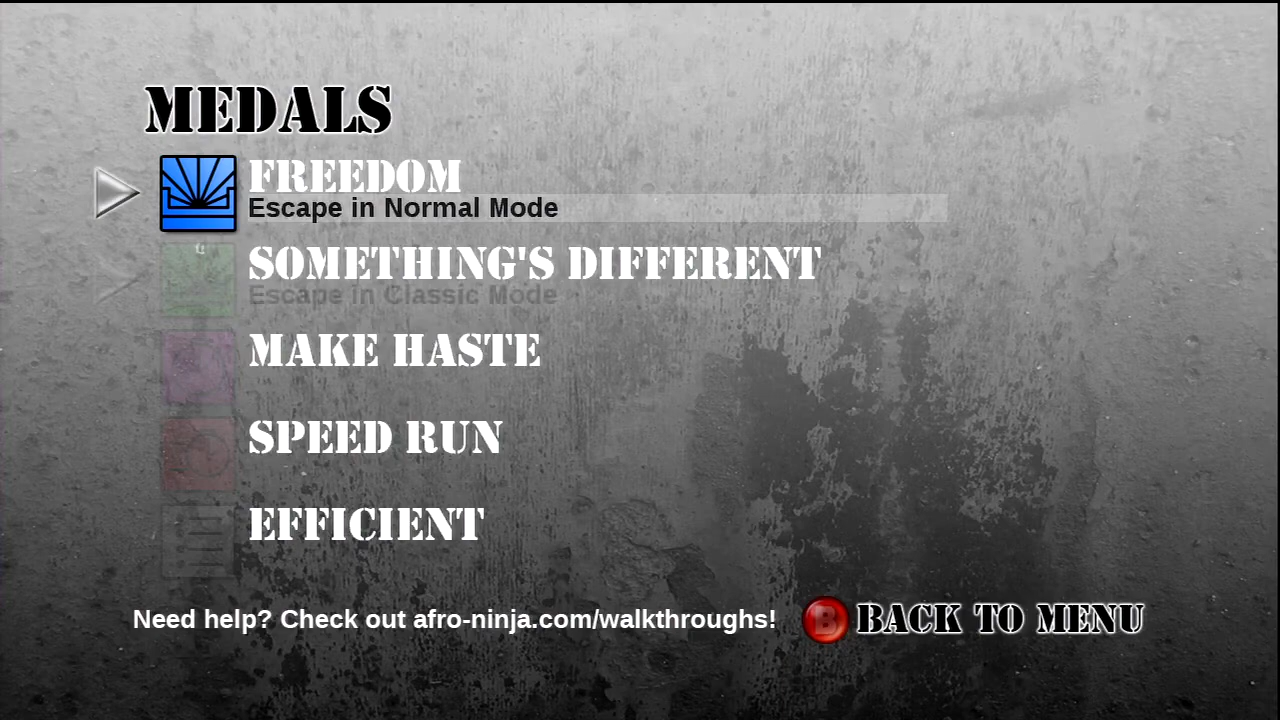 MEDALS
FREEDOM
Escape in Normal Mode
SOMETHING'S DIFFERENT
Escape in Classic Mode
MAKE HASTE
SPEED RUN
EFFICIENT
Need help? Check out afro-ninja.com/walkthroughs!
B BACK TO MENU